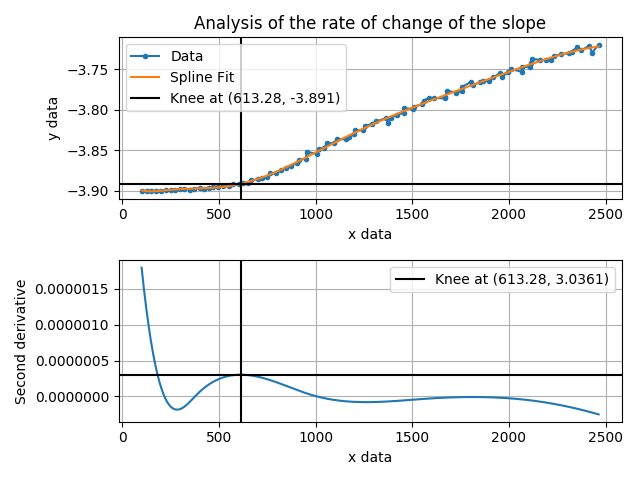 Analysis of the rate of change of the slope
Data
Spline Fit
Knee at (613.28, -3.891)
−3.75
−3.80
−3.85
−3.90
y data
0 500 1000 1500 2000 2500
x data
Knee at (613.28, 3.0361)
0.0000015
0.0000010
0.0000005
0.0000000
Second derivative
0 500 1000 1500 2000 2500
x data